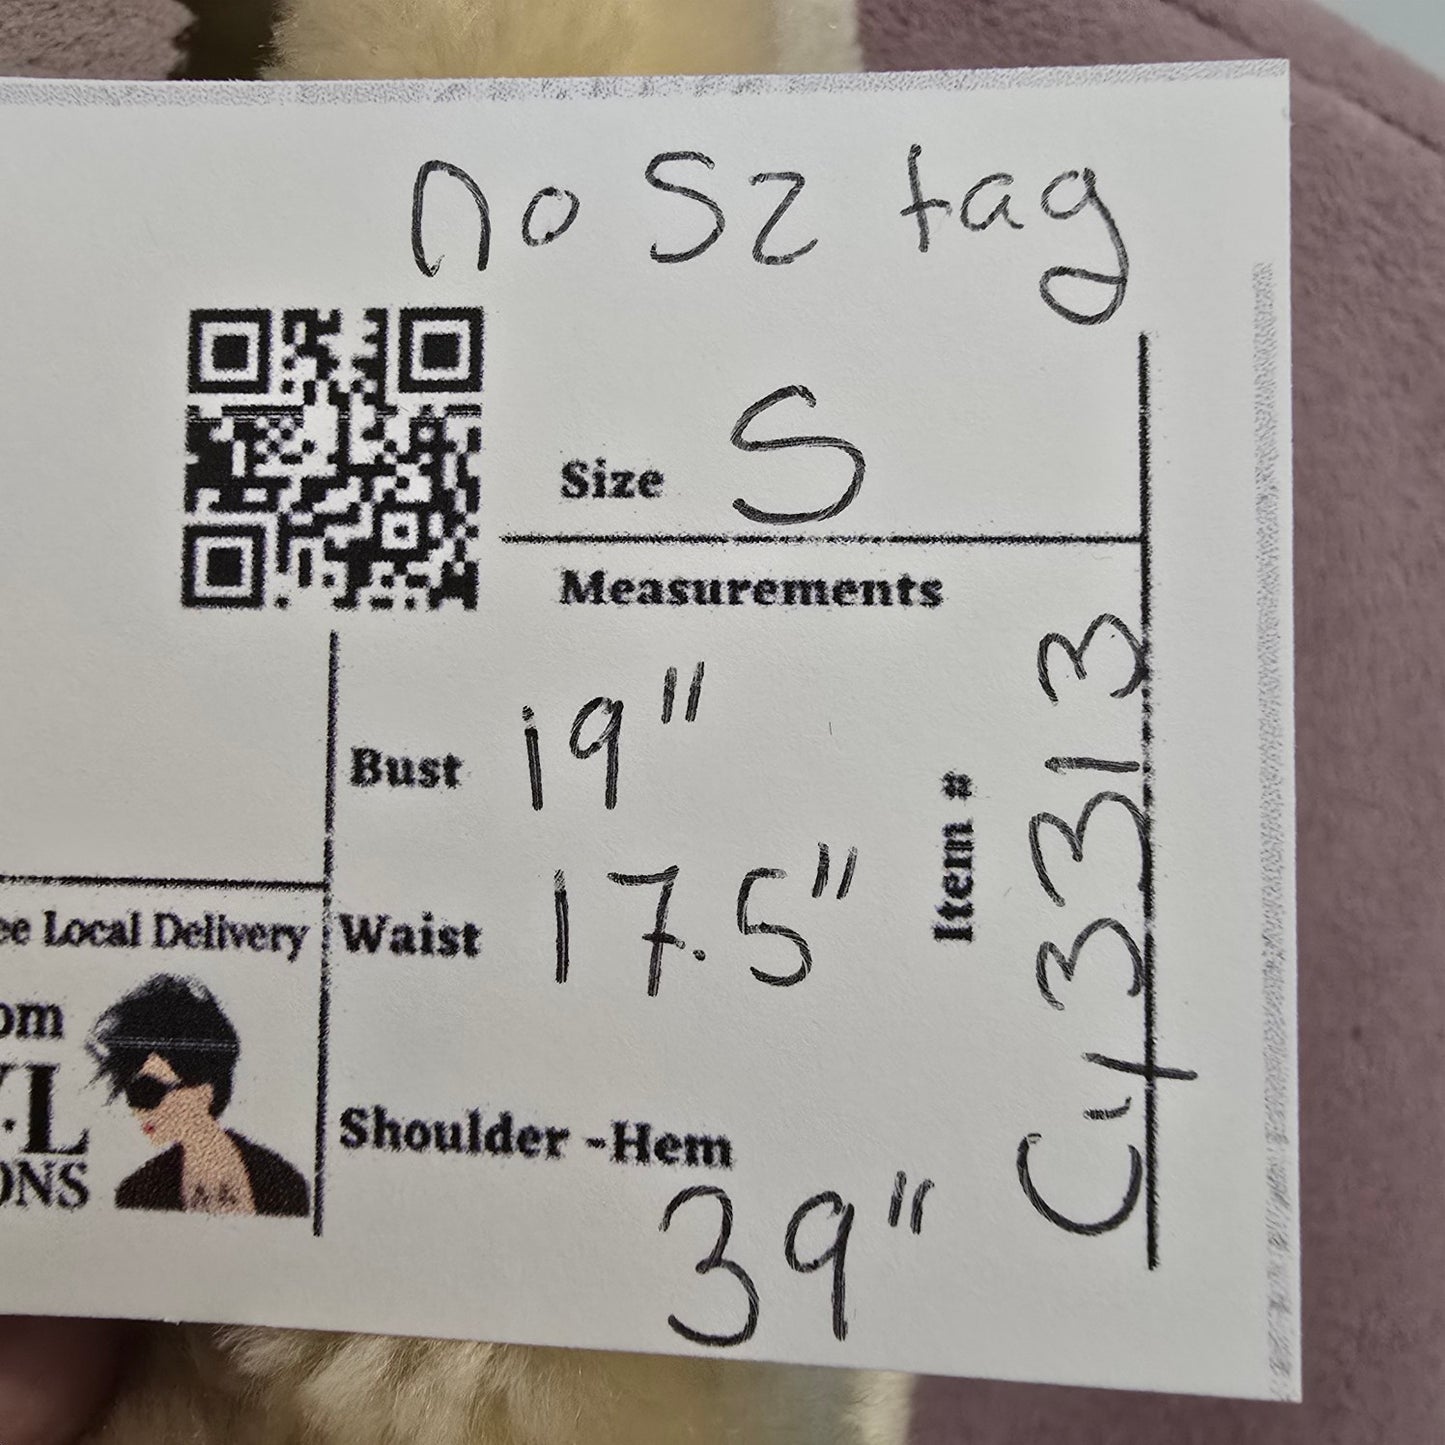 no Sz tag
Size S
Measurements
Bust 19"
Waist 17.5"
Shoulder -Hem
39"
Item # C43313
ee Local Delivery
om
.L
ONS